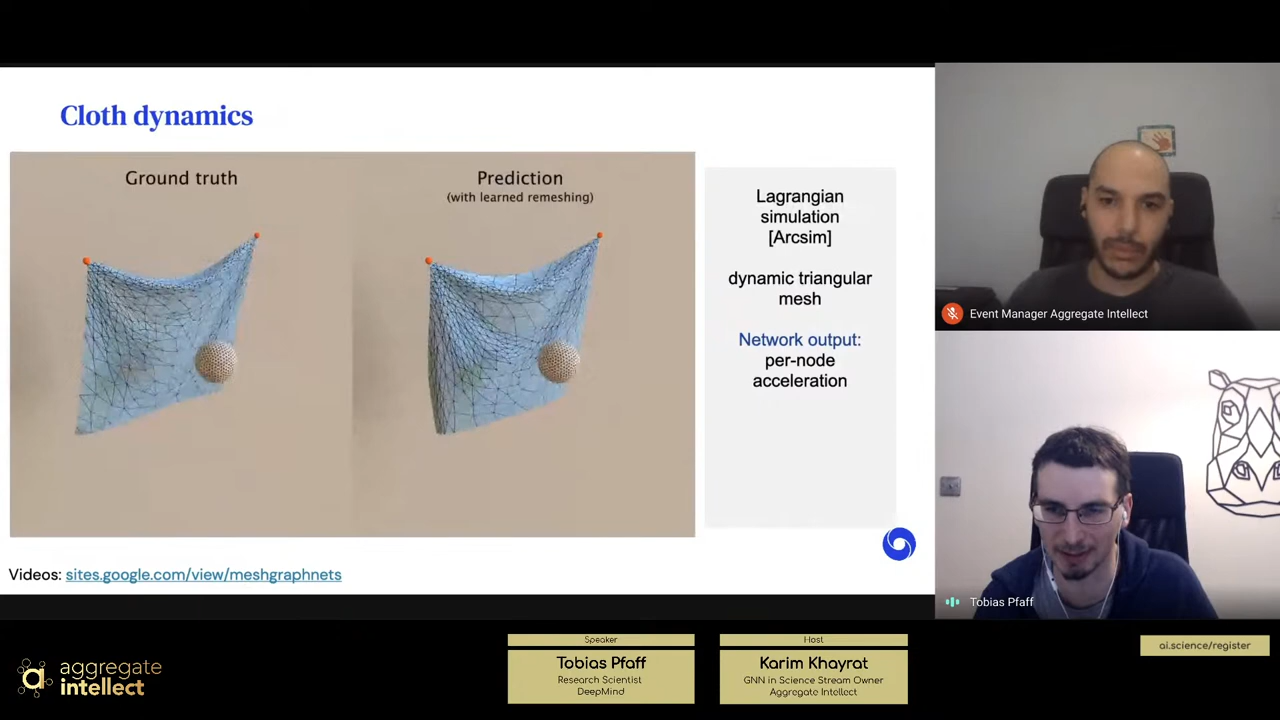 Cloth dynamics
Ground truth
Prediction
(with learned remeshing)
Lagrangian
simulation
[Arcsim]
dynamic triangular
mesh
Network output:
per-node
acceleration
Videos: sites.google.com/view/meshgraphnets
Event Manager Aggregate Intellect
Tobias Pfaff
aggregate
intellect
Speaker
Tobias Pfaff
Research Scientist
DeepMind
Host
Karim Khayrat
GNN in Science Stream Owner
Aggregate Intellect
ai.science/register